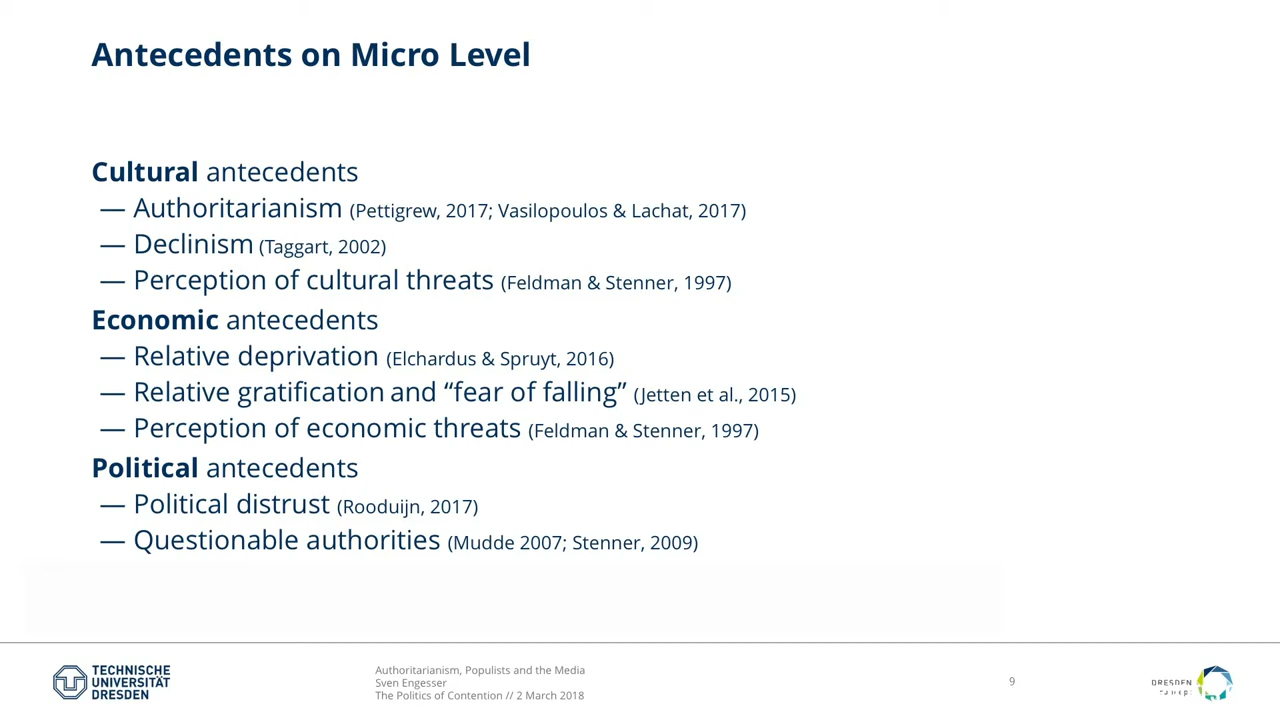 Antecedents on Micro Level
Cultural antecedents
— Authoritarianism (Pettigrew, 2017; Vasilopoulos & Lachat, 2017)
— Declinism (Taggart, 2002)
— Perception of cultural threats (Feldman & Stenner, 1997)
Economic antecedents
— Relative deprivation (Elchardus & Spruyt, 2016)
— Relative gratification and “fear of falling” (Jetten et al., 2015)
— Perception of economic threats (Feldman & Stenner, 1997)
Political antecedents
— Political distrust (Rooduijn, 2017)
— Questionable authorities (Mudde 2007; Stenner, 2009)
TECHNISCHE
UNIVERSITÄT
DRESDEN
Authoritarianism, Populists and the Media
Sven Engesser
The Politics of Contention // 2 March 2018
9
DRESDEN